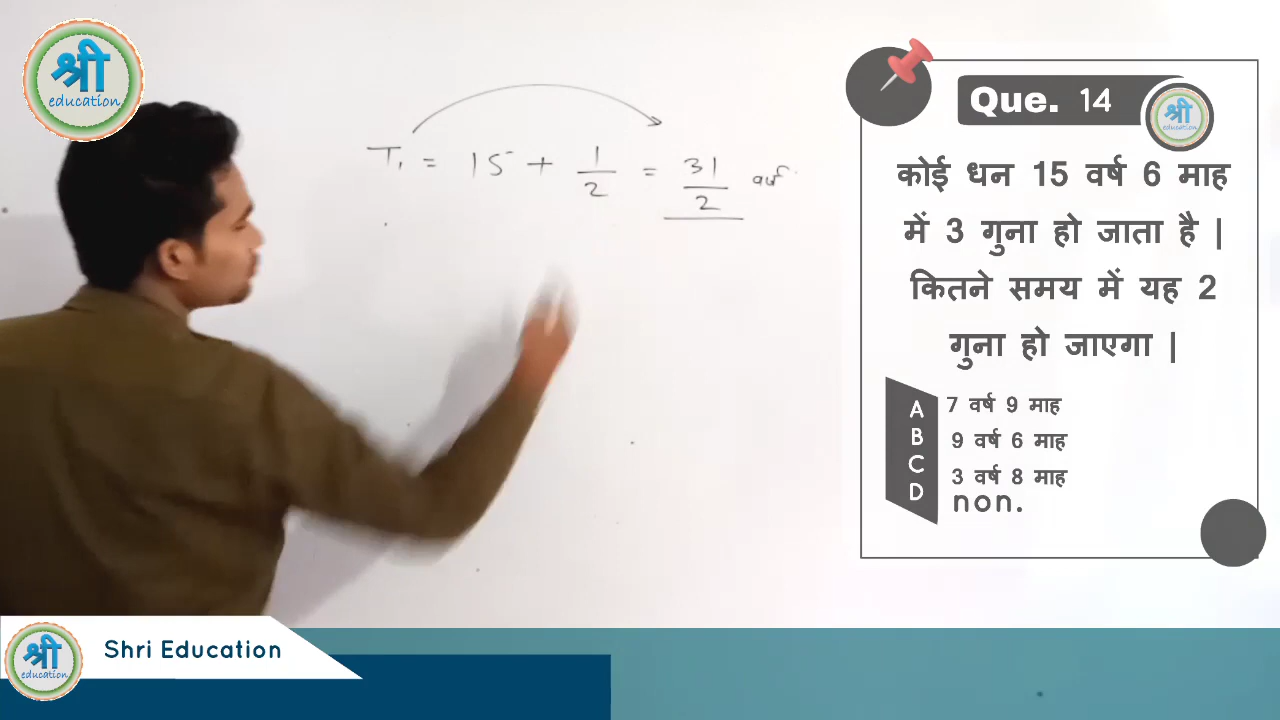 श्री
education
T₁ = 15 + 1/2 = 31/2 वर्ष
Que. 14
श्री
education
कोई धन 15 वर्ष 6 माह
में 3 गुना हो जाता है |
कितने समय में यह 2
गुना हो जाएगा |
A 7 वर्ष 9 माह
B 9 वर्ष 6 माह
C 3 वर्ष 8 माह
D non.
श्री
education
Shri Education